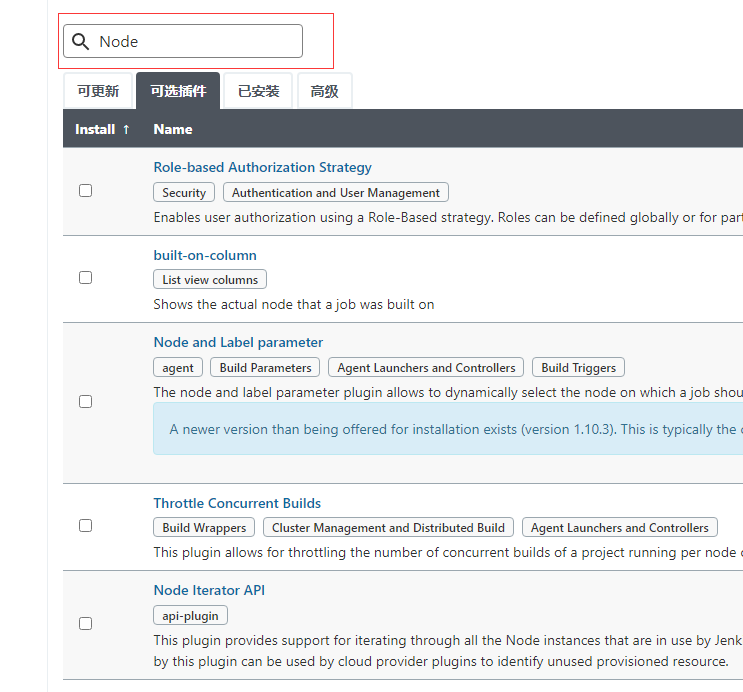 Node
可更新 可选插件 已安装 高级
Install ↑ Name
Role-based Authorization Strategy
Security Authentication and User Management
Enables user authorization using a Role-Based strategy. Roles can be defined globally or for part
built-on-column
List view columns
Shows the actual node that a job was built on
Node and Label parameter
agent Build Parameters Agent Launchers and Controllers Build Triggers
The node and label parameter plugin allows to dynamically select the node on which a job shou
A newer version than being offered for installation exists (version 1.10.3). This is typically the
Throttle Concurrent Builds
Build Wrappers Cluster Management and Distributed Build Agent Launchers and Controllers
This plugin allows for throttling the number of concurrent builds of a project running per node
Node Iterator API
api-plugin
This plugin provides support for iterating through all the Node instances that are in use by Jenk
by this plugin can be used by cloud provider plugins to identify unused provisioned resource.